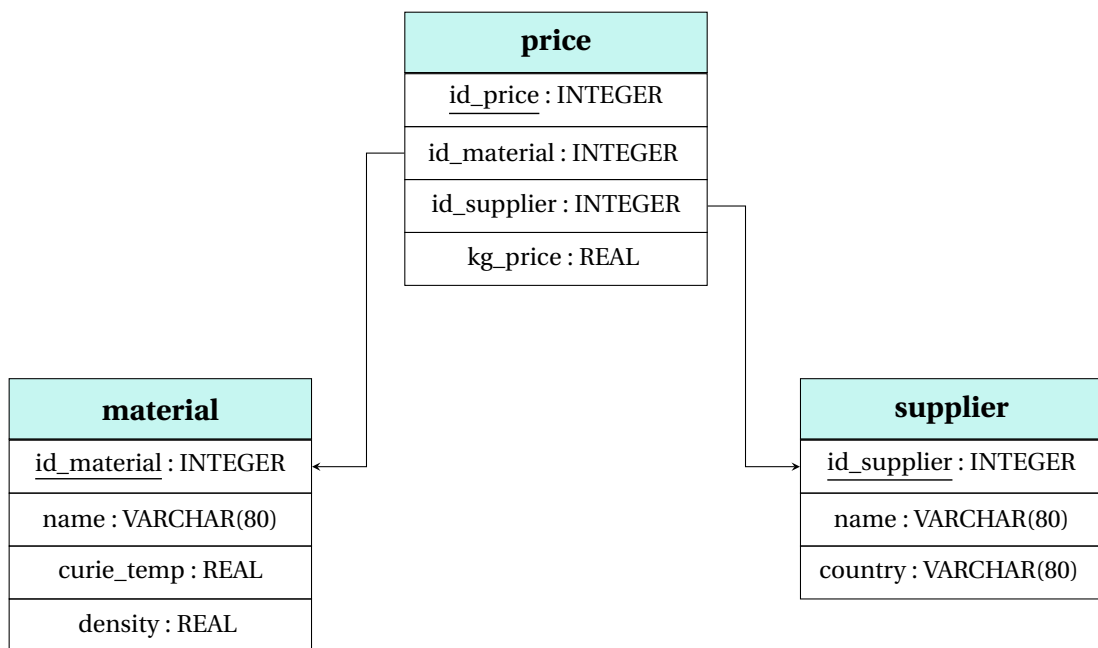 price
id_price : INTEGER
id_material : INTEGER
id_supplier : INTEGER
kg_price : REAL
material
id_material : INTEGER
name : VARCHAR(80)
curie_temp : REAL
density : REAL
supplier
id_supplier : INTEGER
name : VARCHAR(80)
country : VARCHAR(80)